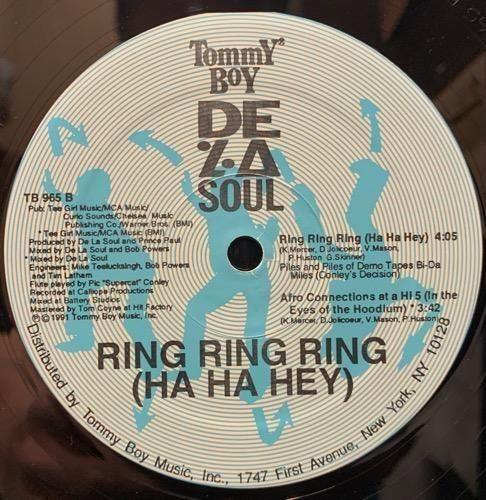 Tommy
Boy
DE
LA
SOUL
TB 965 B
Pub: Tee Girl Music/MCA Music/
Curio Sounds/Chelsea Music
Publishing Co./Warner Bros. (BMI)
* Tee Girl Music/MCA Music (BMI)
Produced by De La Soul and Prince Paul
Mixed by De La Soul and Bob Powers
* Mixed by De La Soul
Engineers: Mike Teelucksingh, Bob Powers
and Tim Latham
Flute played by Pic "Supercat" Conley
Recorded at Calliope Productions
Mixed at Battery Studios
Mastered by Tom Coyne at Hit Factory
℗©1991 Tommy Boy Music, Inc.
Ring Ring Ring (Ha Ha Hey) 4:05
(K.Mercer, D.Jolicoeur, V.Mason,
P.Huston, G.Skinner)
Piles and Piles of Demo Tapes Bi-Da
Miles (Conley's Decision)
Afro Connections at a Hi 5 (In the
Eyes of the Hoodlum) * 3:42
(K.Mercer, D.Jolicoeur, V.Mason, P.Huston)
RING RING RING
(HA HA HEY)
Distributed by Tommy Boy Music, Inc., 1747 First Avenue, New York, NY 10128